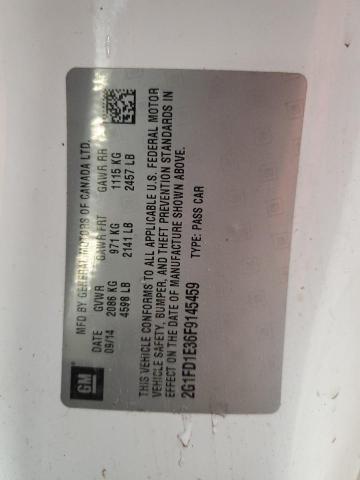 MFD BY GENERAL MOTORS OF CANADA LTD.
DATE GVWR GAWR FRT GAWR RR
09/14 2086 KG 971 KG 1115 KG
4598 LB 2141 LB 2457 LB
GM
THIS VEHICLE CONFORMS TO ALL APPLICABLE U.S. FEDERAL MOTOR
VEHICLE SAFETY, BUMPER, AND THEFT PREVENTION STANDARDS IN
EFFECT ON THE DATE OF MANUFACTURE SHOWN ABOVE.
2G1FD1E36F9145459 TYPE: PASS CAR